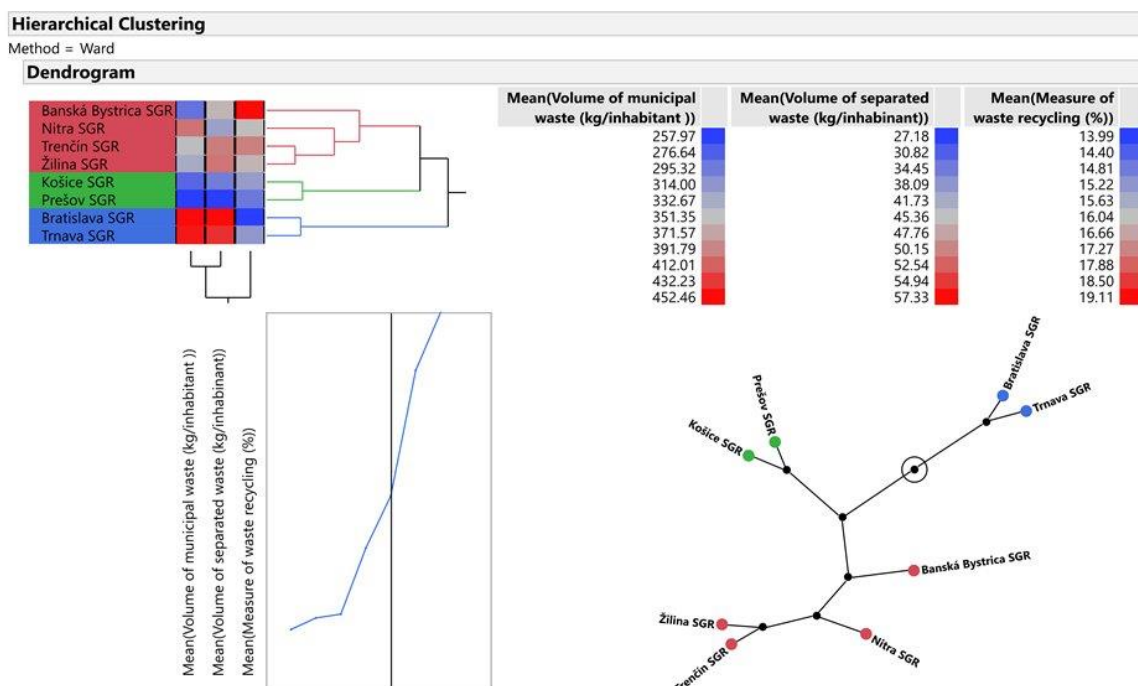 Hierarchical Clustering
Method = Ward
Dendrogram
Banská Bystrica SGR
Nitra SGR
Trenčín SGR
Žilina SGR
Košice SGR
Prešov SGR
Bratislava SGR
Trnava SGR
Mean(Volume of municipal
waste (kg/inhabitant ))
257.97
276.64
295.32
314.00
332.67
351.35
371.57
391.79
412.01
432.23
452.46
Mean(Volume of separated
waste (kg/inhabinant))
27.18
30.82
34.45
38.09
41.73
45.36
47.76
50.15
52.54
54.94
57.33
Mean(Measure of
waste recycling (%))
13.99
14.40
14.81
15.22
15.63
16.04
16.66
17.27
17.88
18.50
19.11
Mean(Volume of municipal waste (kg/inhabitant ))
Mean(Volume of separated waste (kg/inhabinant))
Mean(Measure of waste recycling (%))
Bratislava SGR
Trnava SGR
Prešov SGR
Košice SGR
Banská Bystrica SGR
Žilina SGR
Trenčín SGR
Nitra SGR